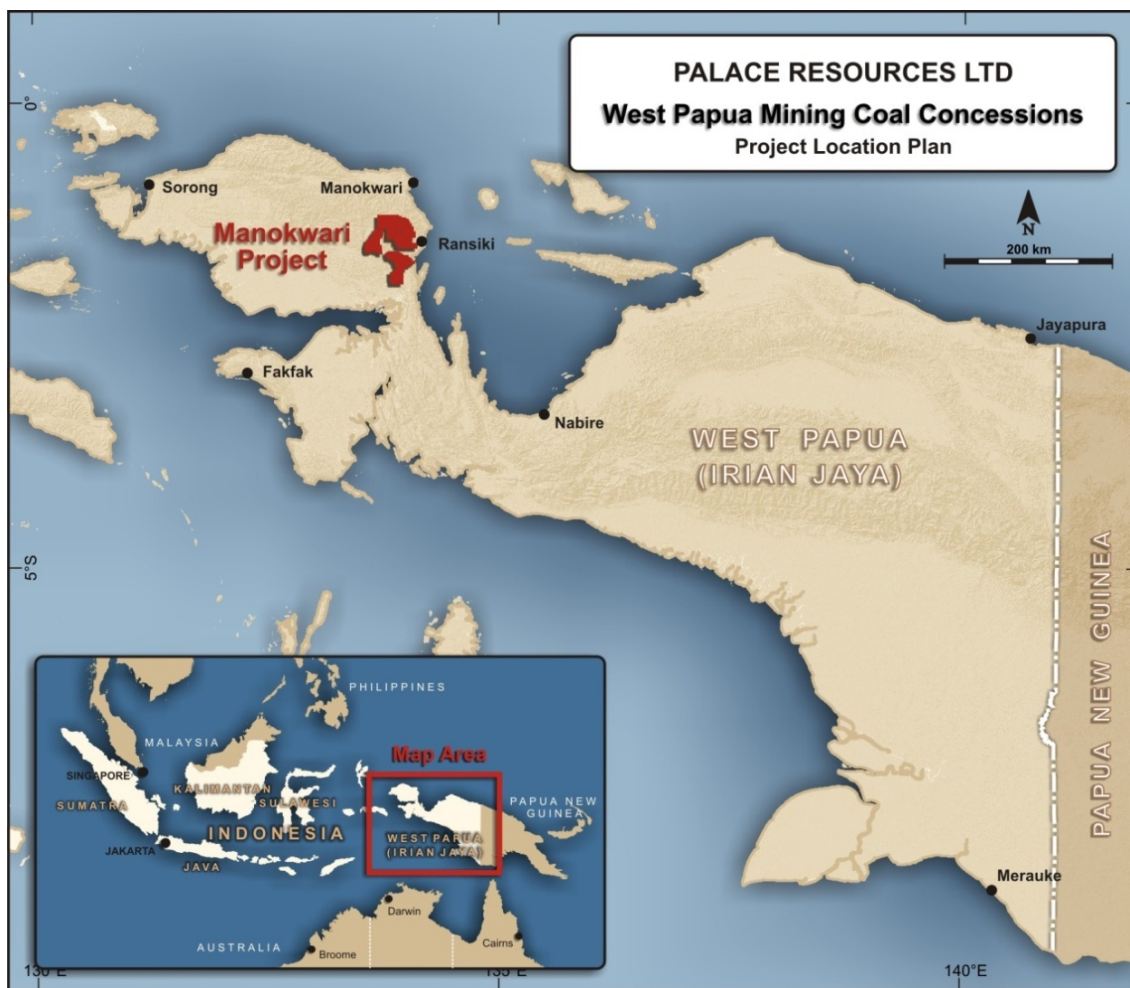 PALACE RESOURCES LTD
West Papua Mining Coal Concessions
Project Location Plan
0°
Sorong
Manokwari
Manokwari
Project
Ransiki
N
200 km
Jayapura
Fakfak
Nabire
WEST PAPUA
(IRIAN JAYA)
5°S
PAPUA NEW GUINEA
PHILIPPINES
MALAYSIA
Map Area
SINGAPORE
KALIMANTAN
SUMATRA
SULAWESI
PAPUA NEW
GUINEA
INDONESIA
WEST PAPUA
(IRIAN JAYA)
JAKARTA
JAVA
Merauke
Darwin
AUSTRALIA
Broome
Cairns
130°E
135°E
140°E